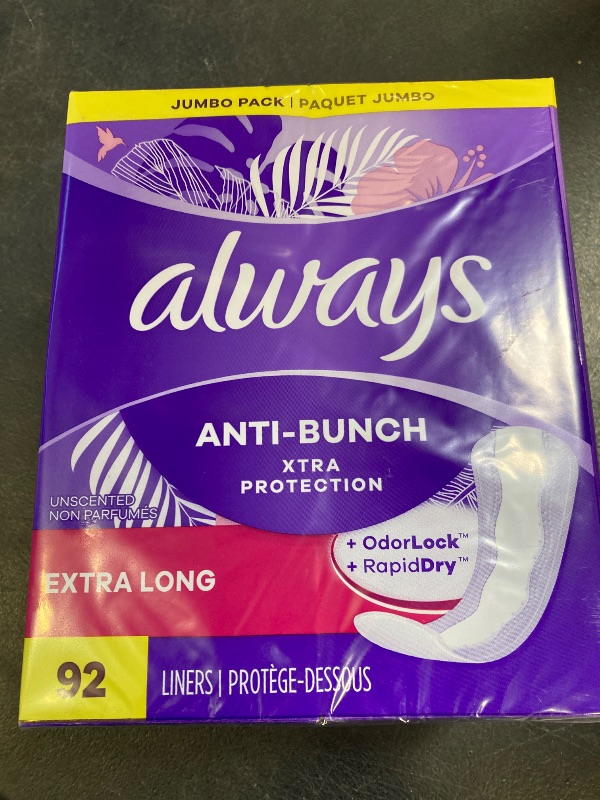 JUMBO PACK | PAQUET JUMBO
always
ANTI-BUNCH
XTRA
PROTECTION
UNSCENTED
NON PARFUMÉS
+ OdorLock™
+ RapidDry™
EXTRA LONG
92 LINERS | PROTÈGE-DESSOUS